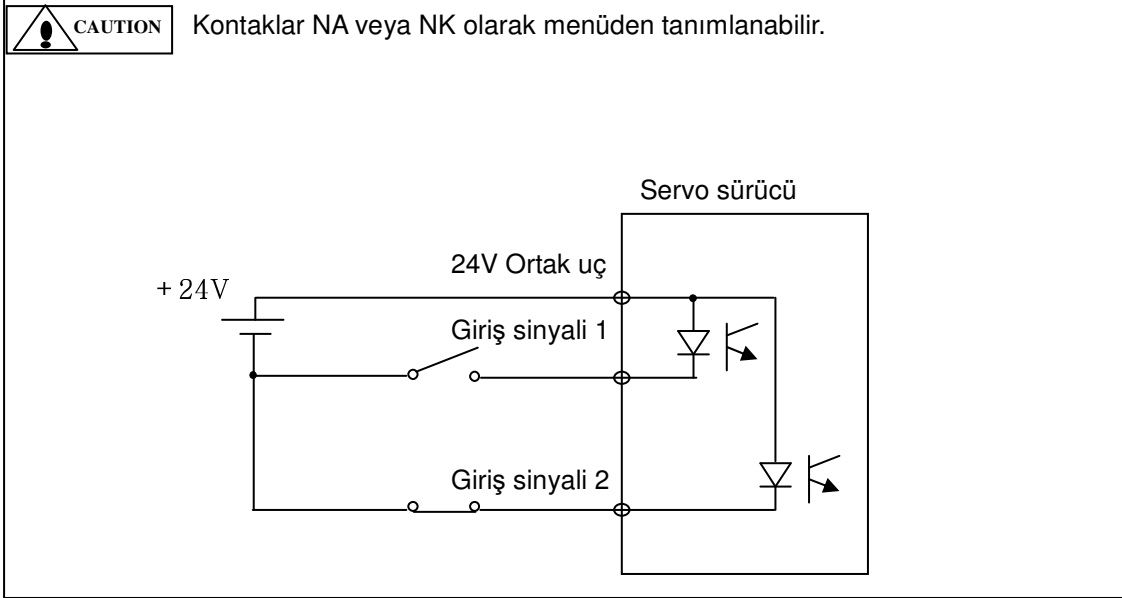 CAUTION Kontaklar NA veya NK olarak menüden tanımlanabilir.
Servo sürücü
24V Ortak uç
+24V
Giriş sinyali 1
Giriş sinyali 2